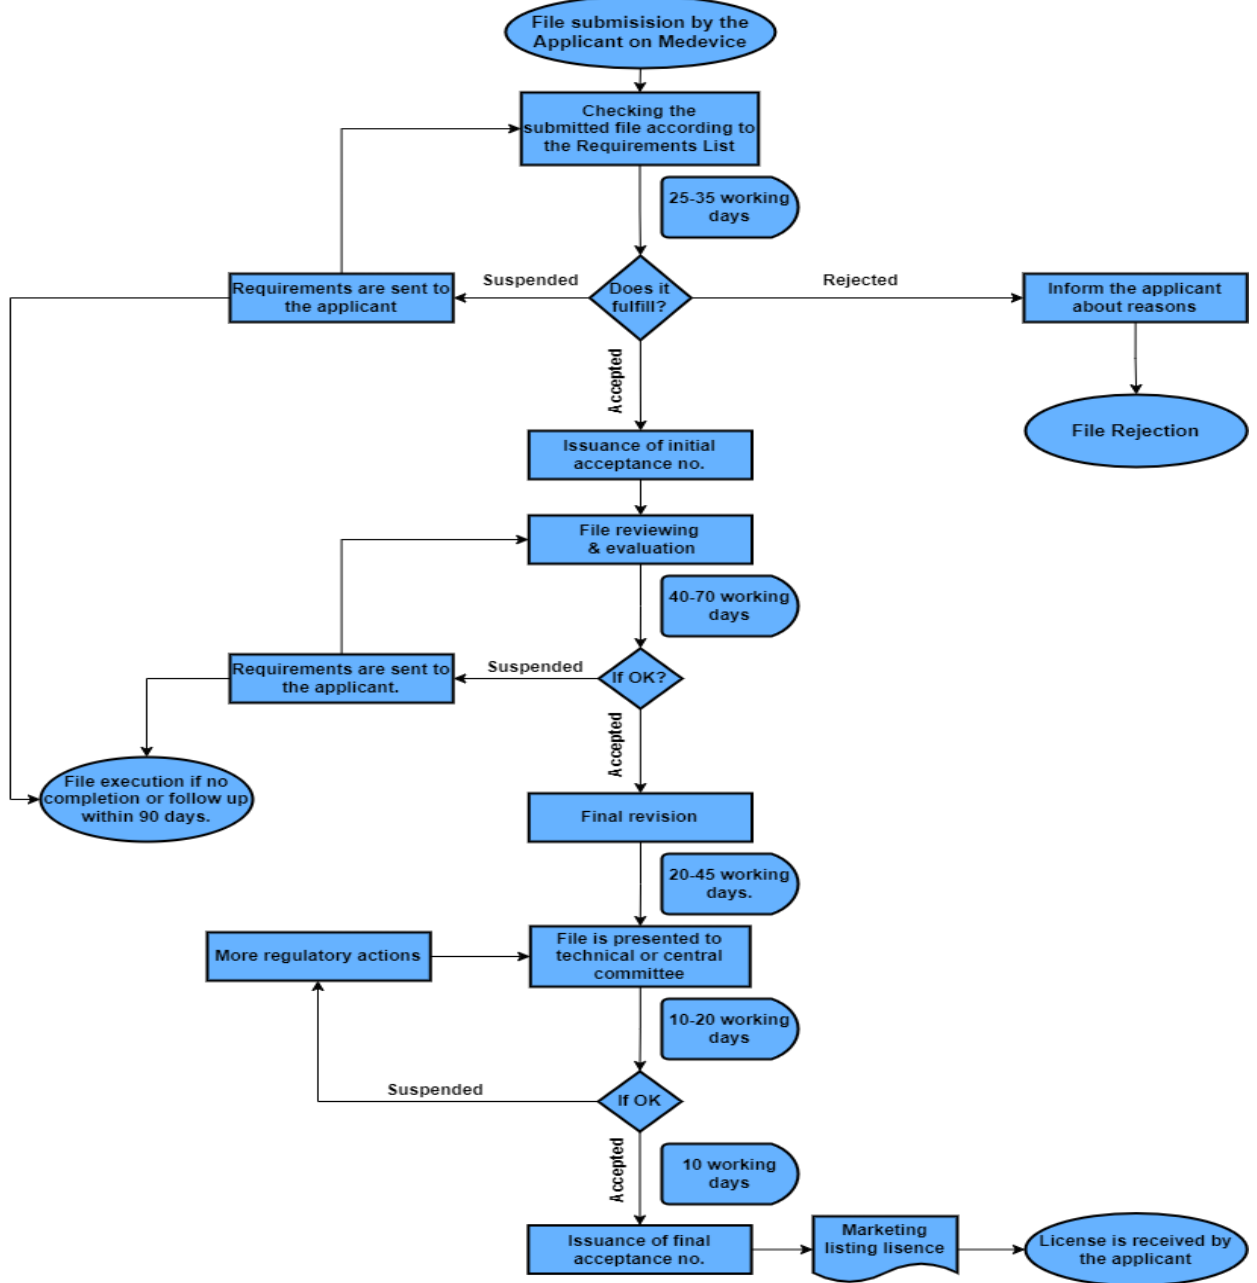 File submisision by the
Applicant on Medevice
Checking the
submitted file according to
the Requirements List
25-35 working
days
Requirements are sent to
the applicant
Suspended
Does it
fulfill?
Rejected
Inform the applicant
about reasons
Accepted
File Rejection
Issuance of initial
acceptance no.
File reviewing
& evaluation
40-70 working
days
Requirements are sent to
the applicant.
Suspended
If OK?
Accepted
File execution if no
completion or follow up
within 90 days.
Final revision
20-45 working
days.
More regulatory actions
File is presented to
technical or central
committee
10-20 working
days
Suspended
If OK
Accepted
10 working
days
Issuance of final
acceptance no.
Marketing
listing lisence
License is received by
the applicant